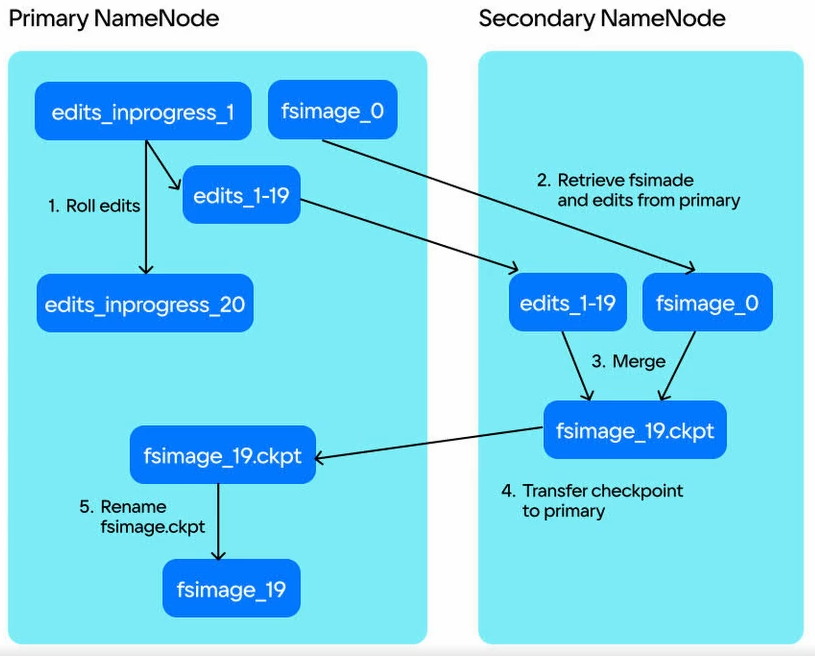 Primary NameNode
Secondary NameNode
edits_inprogress_1
fsimage_0
edits_1-19
1. Roll edits
edits_inprogress_20
2. Retrieve fsimade
and edits from primary
edits_1-19
fsimage_0
3. Merge
fsimage_19.ckpt
fsimage_19.ckpt
4. Transfer checkpoint
to primary
5. Rename
fsimage.ckpt
fsimage_19